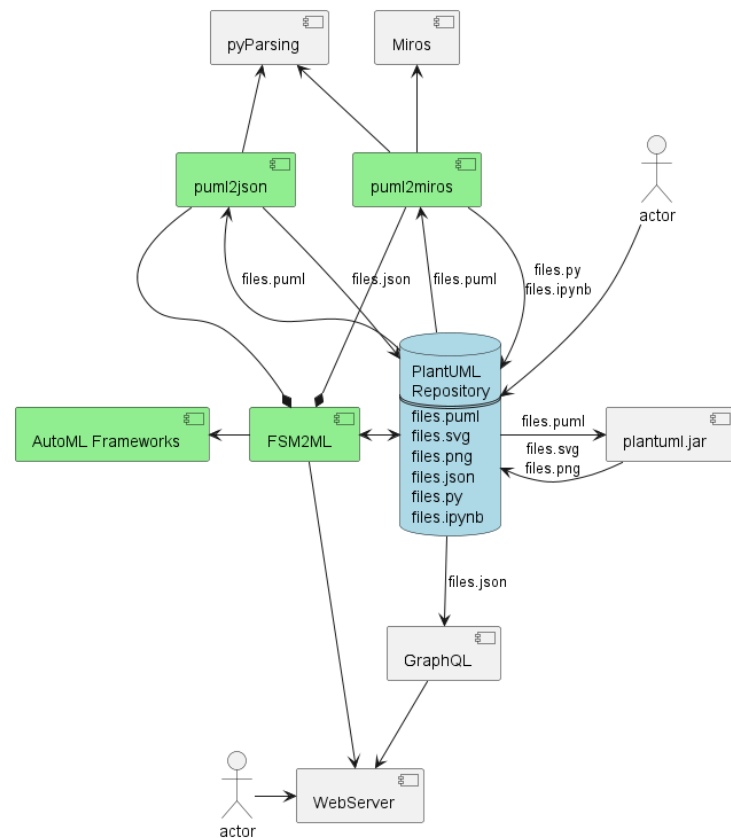 pyParsing
Miros
puml2json
puml2miros
actor
files.puml
files.json
files.puml
files.py
files.ipynb
PlantUML
Repository
files.puml
files.svg
files.png
files.json
files.py
files.ipynb
AutoML Frameworks
FSM2ML
files.puml
files.svg
files.png
plantuml.jar
files.json
GraphQL
actor
WebServer